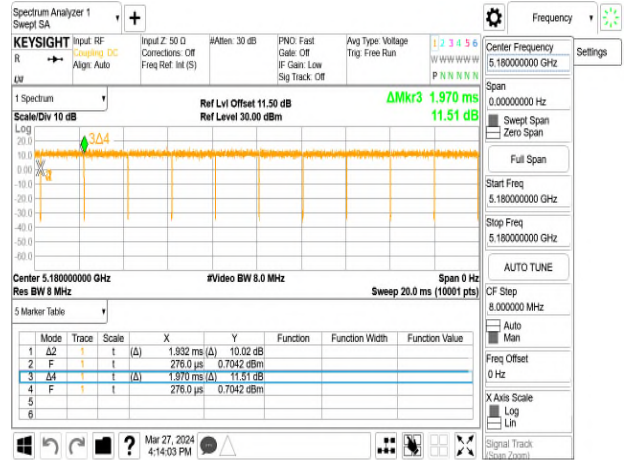 Spectrum Analyzer 1
Swept SA
Frequency
KEYSIGHT Input: RF Input Z: 50 Ω #Atten: 30 dB PNO: Fast Avg Type: Voltage 1 2 3 4 5 6
R Coupling: DC Corrections: Off Gate: Off Trig: Free Run
Align: Auto Freq Ref: Int (S) IF Gain: Low W W W W W W
Sig Track: Off P N N N N N
Center Frequency
5.180000000 GHz
Settings
Span
0.00000000 Hz
Swept Span
Zero Span
Full Span
Start Freq
5.180000000 GHz
Stop Freq
5.180000000 GHz
AUTO TUNE
CF Step
8.000000 MHz
Auto
Man
Freq Offset
0 Hz
X Axis Scale
Log
Lin
Signal Track
(Span Zoom)
1 Spectrum
Ref Lvl Offset 11.50 dB ΔMkr3 1.970 ms
Scale/Div 10 dB Ref Level 30.00 dBm 11.51 dB
Log
20.0
10.0
0.00
-10.0
-20.0
-30.0
-40.0
-50.0
-60.0
3Δ4
Center 5.180000000 GHz #Video BW 8.0 MHz Span 0 Hz
Res BW 8 MHz Sweep 20.0 ms (10001 pts)
5 Marker Table
Mode Trace Scale X Y Function Function Width Function Value
1 Δ2 1 t (Δ) 1.932 ms (Δ) 10.02 dB
2 F 1 t 276.0 µs 0.7042 dBm
3 Δ4 1 t (Δ) 1.970 ms (Δ) 11.51 dB
4 F 1 t 276.0 µs 0.7042 dBm
5
6
Mar 27, 2024
4:14:03 PM